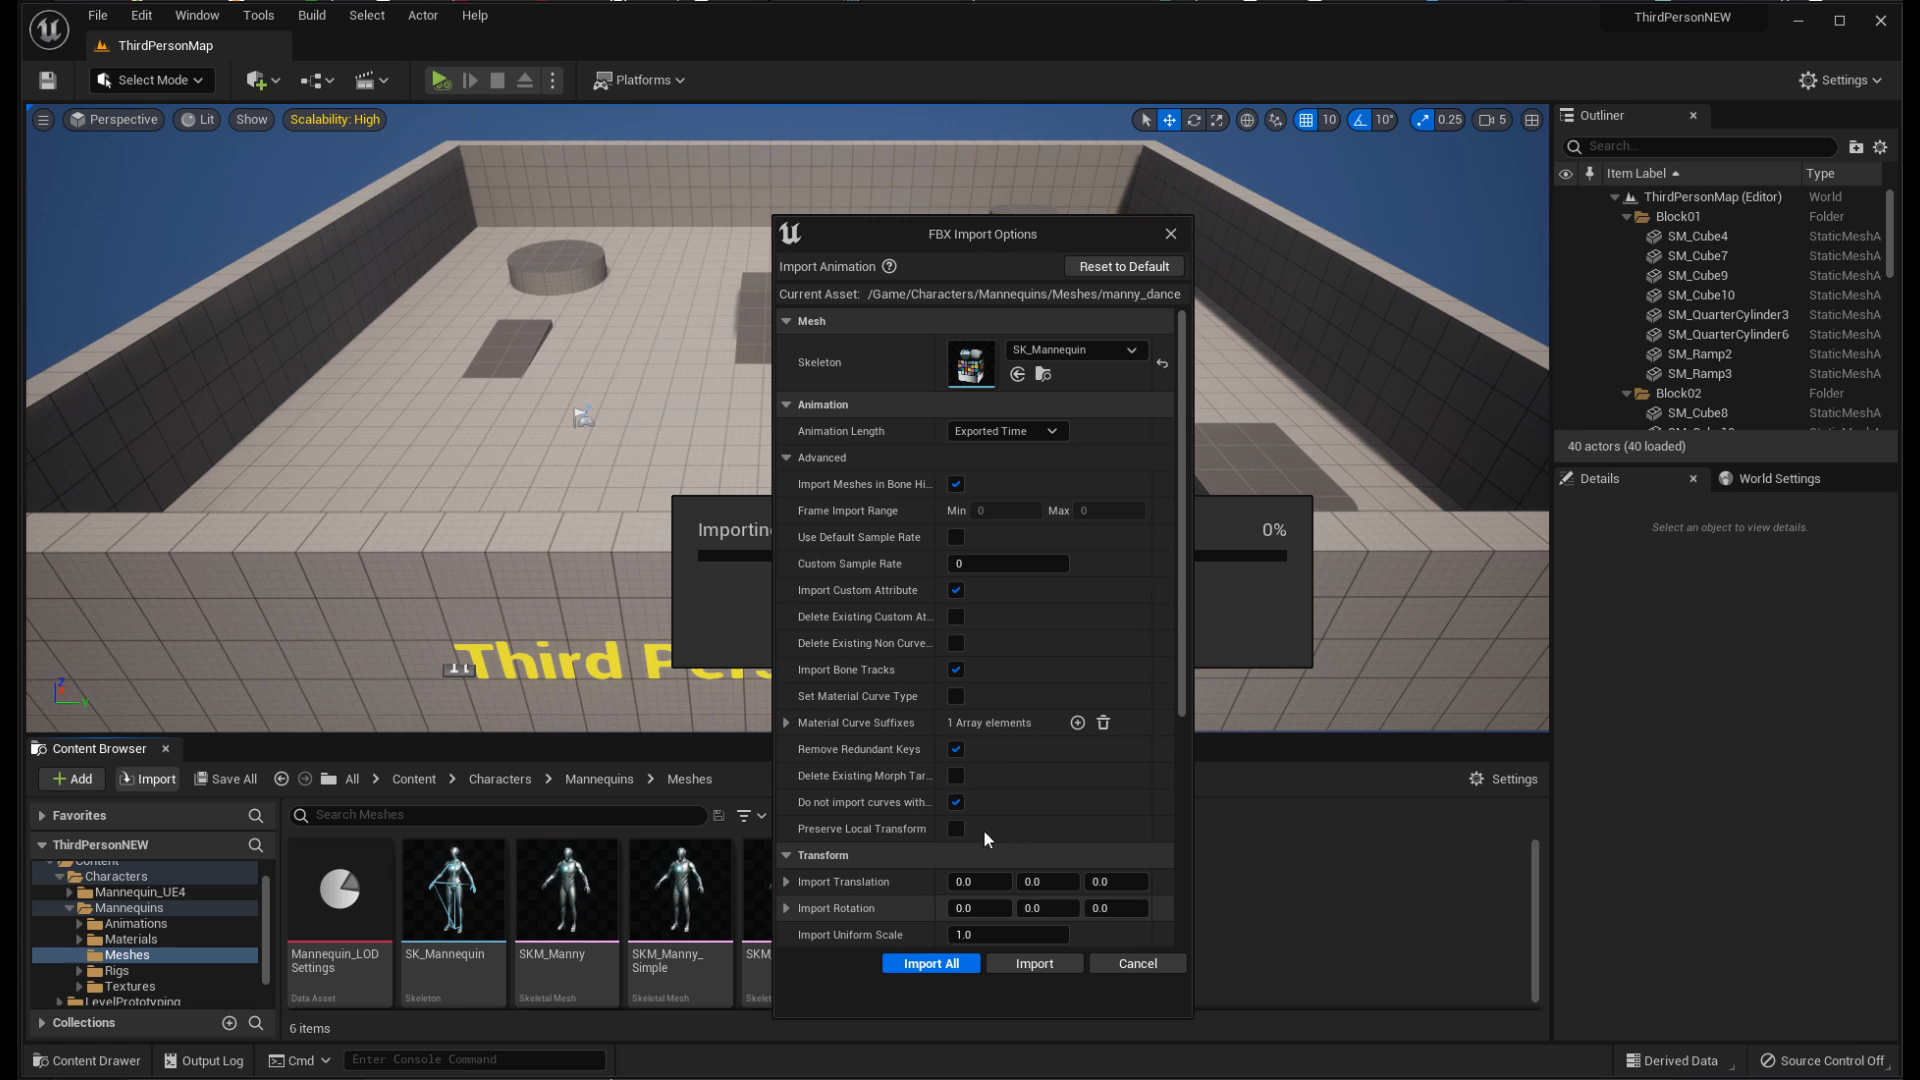 File Edit Window Tools Build Select Actor Help
ThirdPersonNEW
ThirdPersonMap
Select Mode
Platforms
Settings
Perspective Lit Show Scalability: High
10 10° 0.25 5
Outliner
Search...
Item Label Type
ThirdPersonMap (Editor) World
Block01 Folder
SM_Cube4 StaticMeshA
SM_Cube7 StaticMeshA
SM_Cube9 StaticMeshA
SM_Cube10 StaticMeshA
SM_QuarterCylinder3 StaticMeshA
SM_QuarterCylinder6 StaticMeshA
SM_Ramp2 StaticMeshA
SM_Ramp3 StaticMeshA
Block02 Folder
SM_Cube8 StaticMeshA
40 actors (40 loaded)
Details
World Settings
Select an object to view details.
FBX Import Options
Import Animation
Reset to Default
Current Asset: /Game/Characters/Mannequins/Meshes/manny_dance
Mesh
Skeleton
SK_Mannequin
Animation
Animation Length Exported Time
Advanced
Import Meshes in Bone Hi...
Frame Import Range Min 0 Max 0
Use Default Sample Rate
Custom Sample Rate 0
Import Custom Attribute
Delete Existing Custom At...
Delete Existing Non Curve...
Import Bone Tracks
Set Material Curve Type
Material Curve Suffixes 1 Array elements
Remove Redundant Keys
Delete Existing Morph Tar...
Do not import curves with...
Preserve Local Transform
Transform
Import Translation 0.0 0.0 0.0
Import Rotation 0.0 0.0 0.0
Import Uniform Scale 1.0
Import All Import Cancel
Importin
0%
Third Pers
Z
Y
Content Browser
Add Import Save All All > Content > Characters > Mannequins > Meshes
Settings
Favorites
Search Meshes
ThirdPersonNEW
Content
Characters
Mannequin_UE4
Mannequins
Animations
Materials
Meshes
Rigs
Textures
LevelPrototyping
Collections
Mannequin_LOD
Settings
Data Asset
SK_Mannequin
Skeleton
SKM_Manny
Skeletal Mesh
SKM_Manny_
Simple
Skeletal Mesh
SKM_
Skele
6 items
Content Drawer Output Log Cmd Enter Console Command
Derived Data Source Control Off